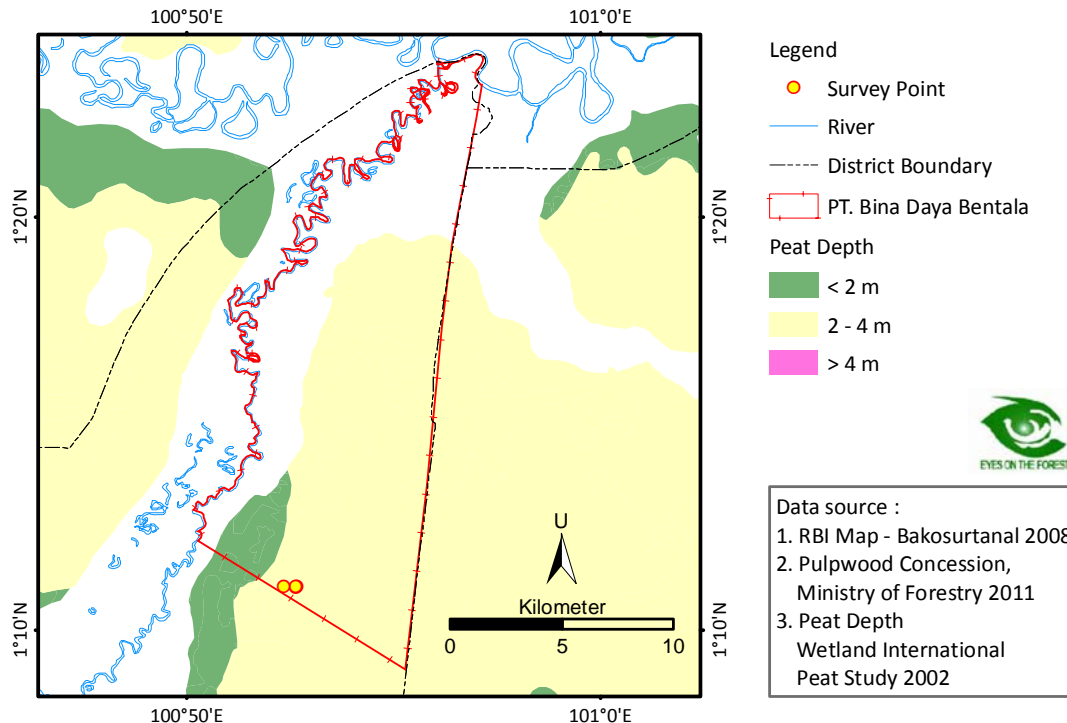 100°50'E
101°0'E
1°20'N
1°20'N
1°10'N
1°10'N
U
Kilometer
0
5
10
100°50'E
101°0'E
Legend
Survey Point
River
District Boundary
PT. Bina Daya Bentala
Peat Depth
< 2 m
2 - 4 m
> 4 m
EYES ON THE FOREST
Data source :
1. RBI Map - Bakosurtanal 2008
2. Pulpwood Concession,
Ministry of Forestry 2011
3. Peat Depth
Wetland International
Peat Study 2002